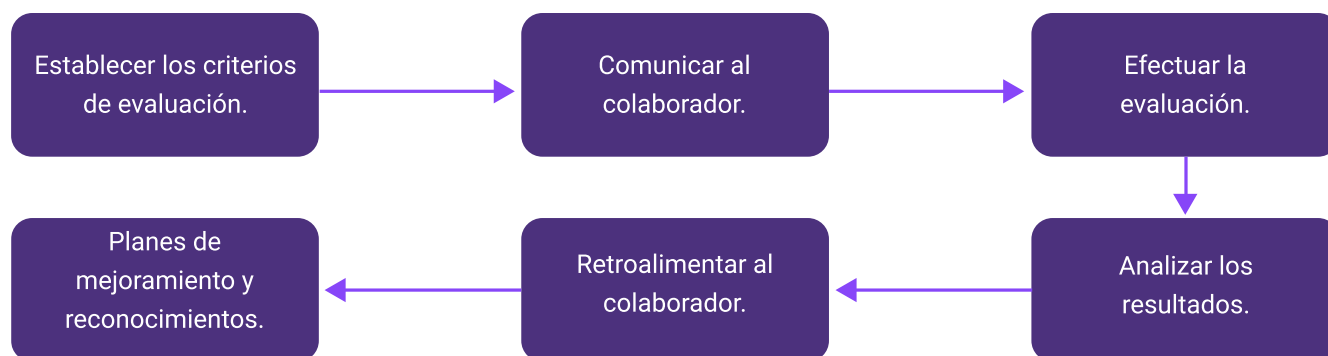 Establecer los criterios
de evaluación.
Comunicar al
colaborador.
Efectuar la
evaluación.
Analizar los
resultados.
Retroalimentar al
colaborador.
Planes de
mejoramiento y
reconocimientos.